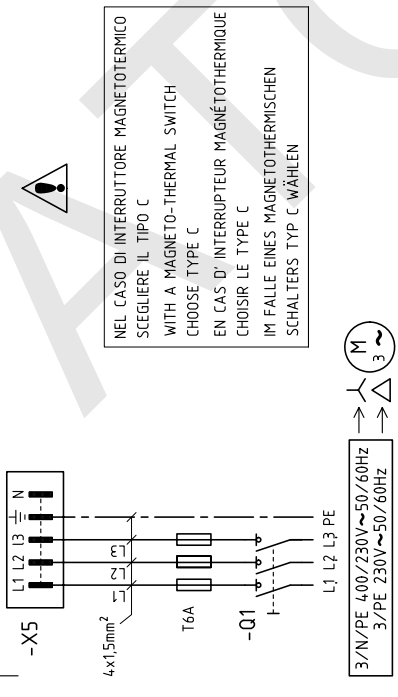 -X5
L1 L2 l3 N
4x1,5mm²
L1 L2 L3
T6A
-Q1
L1 L2 L3 PE
3/N/PE 400/230V~50/60Hz
3/PE 230V~50/60Hz
M
3 ~
NEL CASO DI INTERRUTTORE MAGNETOTERMICO
SCEGLIERE IL TIPO C
WITH A MAGNETO-THERMAL SWITCH
CHOOSE TYPE C
EN CAS D' INTERRUPTEUR MAGNÉTOTHERMIQUE
CHOISIR LE TYPE C
IM FALLE EINES MAGNETOTHERMISCHEN
SCHALTERS TYP C WÄHLEN